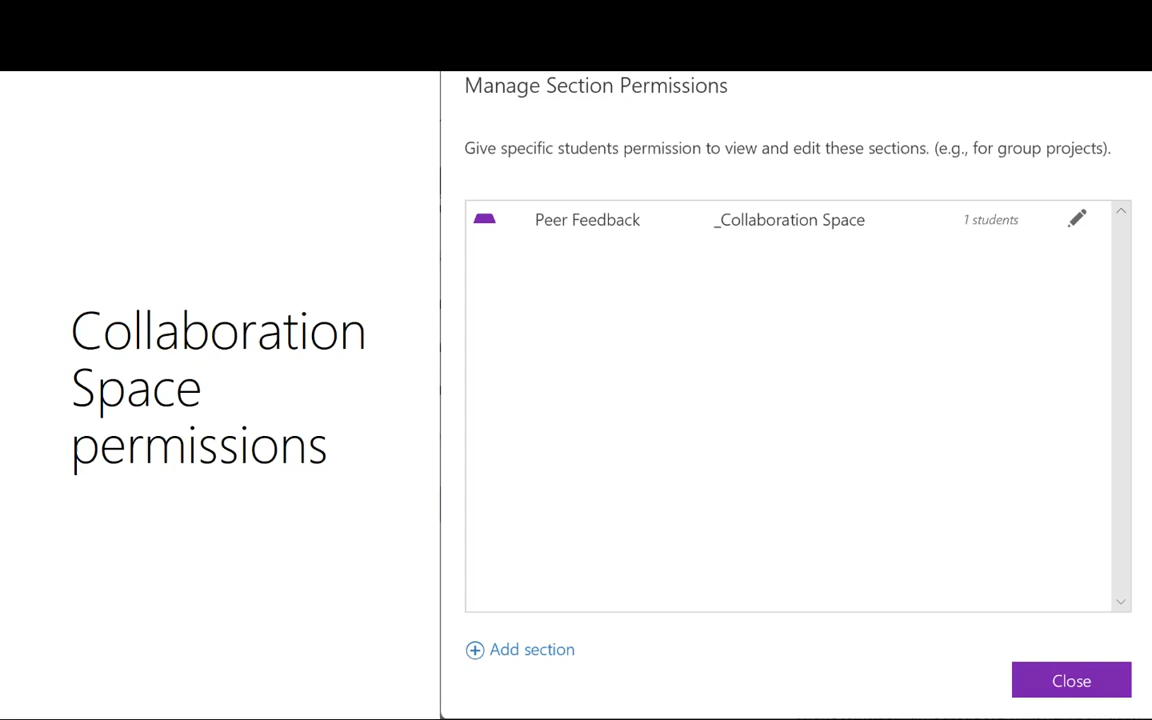 Collaboration
Space
permissions
Manage Section Permissions
Give specific students permission to view and edit these sections. (e.g., for group projects).
Peer Feedback _Collaboration Space 1 students
Add section
Close